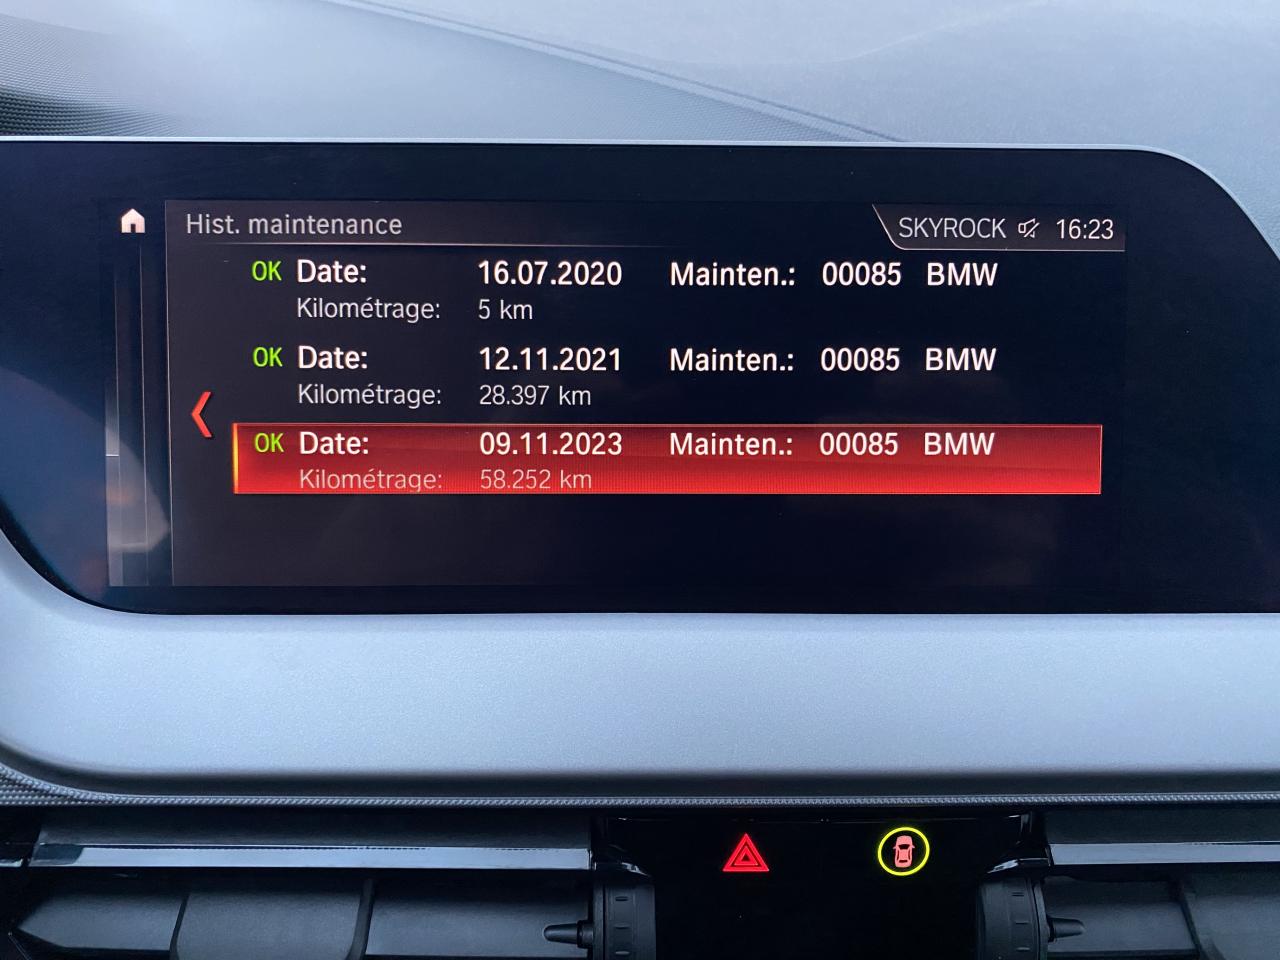 Hist. maintenance SKYROCK 16:23
OK Date: 16.07.2020 Mainten.: 00085 BMW
Kilométrage: 5 km
OK Date: 12.11.2021 Mainten.: 00085 BMW
Kilométrage: 28.397 km
OK Date: 09.11.2023 Mainten.: 00085 BMW
Kilométrage: 58.252 km